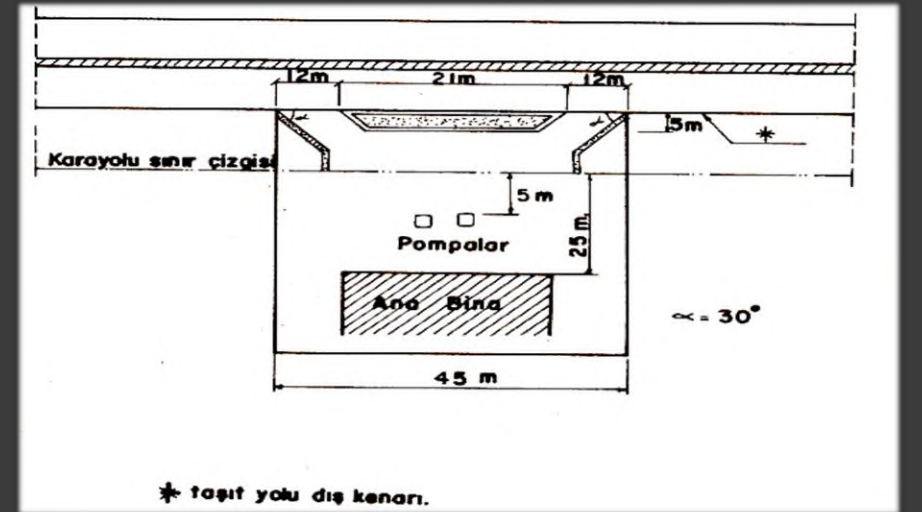 12m 21m 12m
5m *
Karayolu sınır çizgisi
5 m
25 m.
Pompalar
Ana Bina
∝ = 30°
45 m
* taşıt yolu dış kenarı.